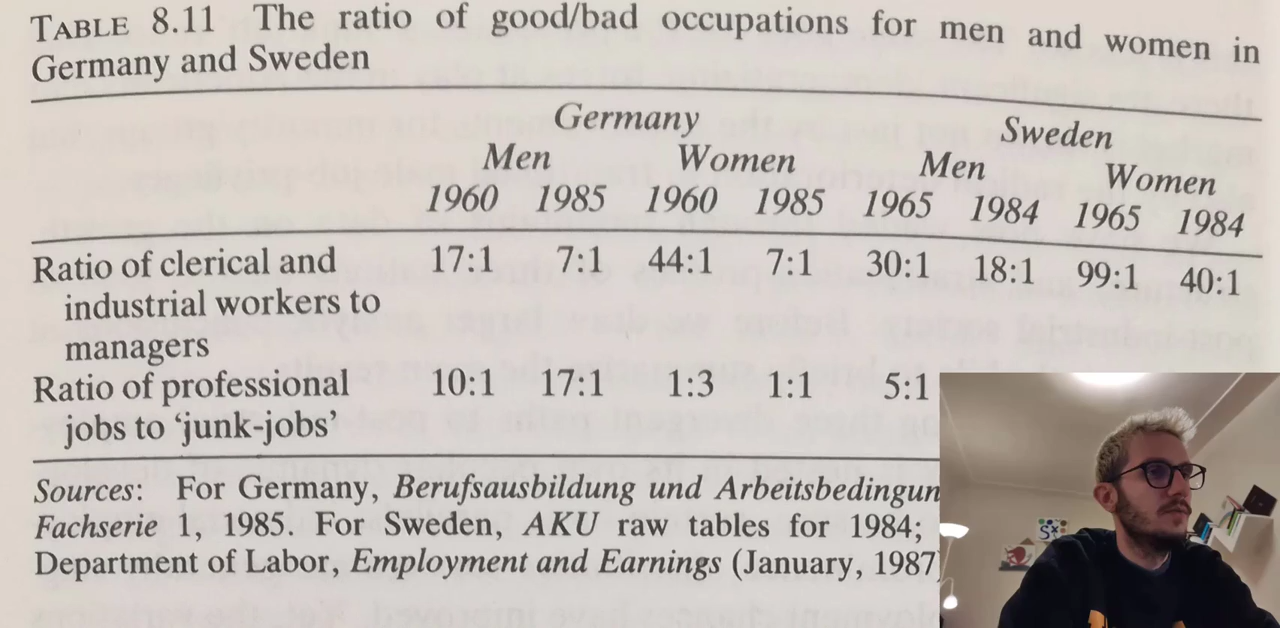 TABLE 8.11 The ratio of good/bad occupations for men and women in
Germany and Sweden
Germany Sweden
Men Women Men Women
1960 1985 1960 1985 1965 1984 1965 1984
Ratio of clerical and 17:1 7:1 44:1 7:1 30:1 18:1 99:1 40:1
industrial workers to
managers
Ratio of professional 10:1 17:1 1:3 1:1 5:1
jobs to ‘junk-jobs’
Sources: For Germany, Berufsausbildung und
Fachserie 1, 1985. For Sweden, AKU raw tables for 1984;
Department of Labor, Employment and Earnings (January, 1987